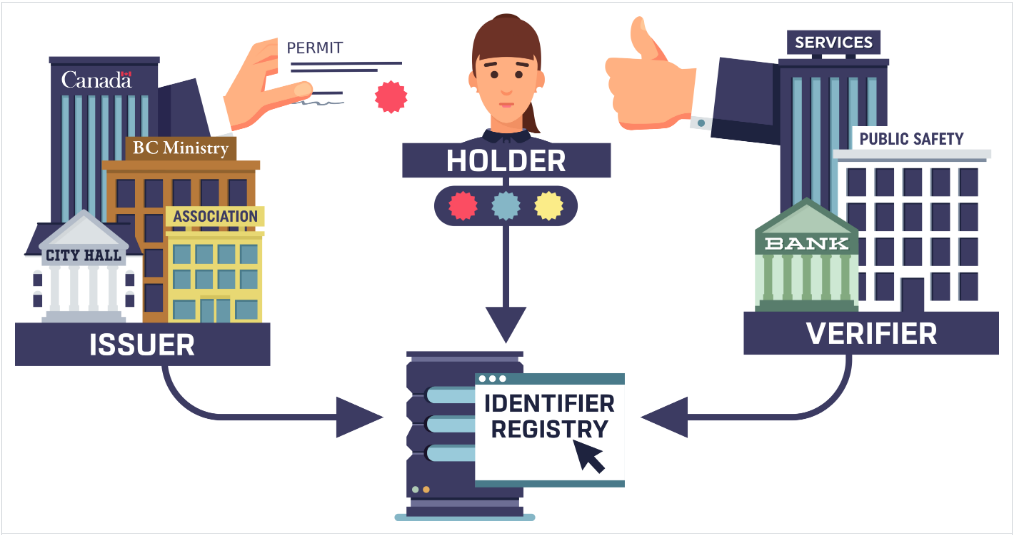 Canada
BC Ministry
ASSOCIATION
CITY HALL
ISSUER
PERMIT
HOLDER
SERVICES
PUBLIC SAFETY
BANK
VERIFIER
IDENTIFIER
REGISTRY